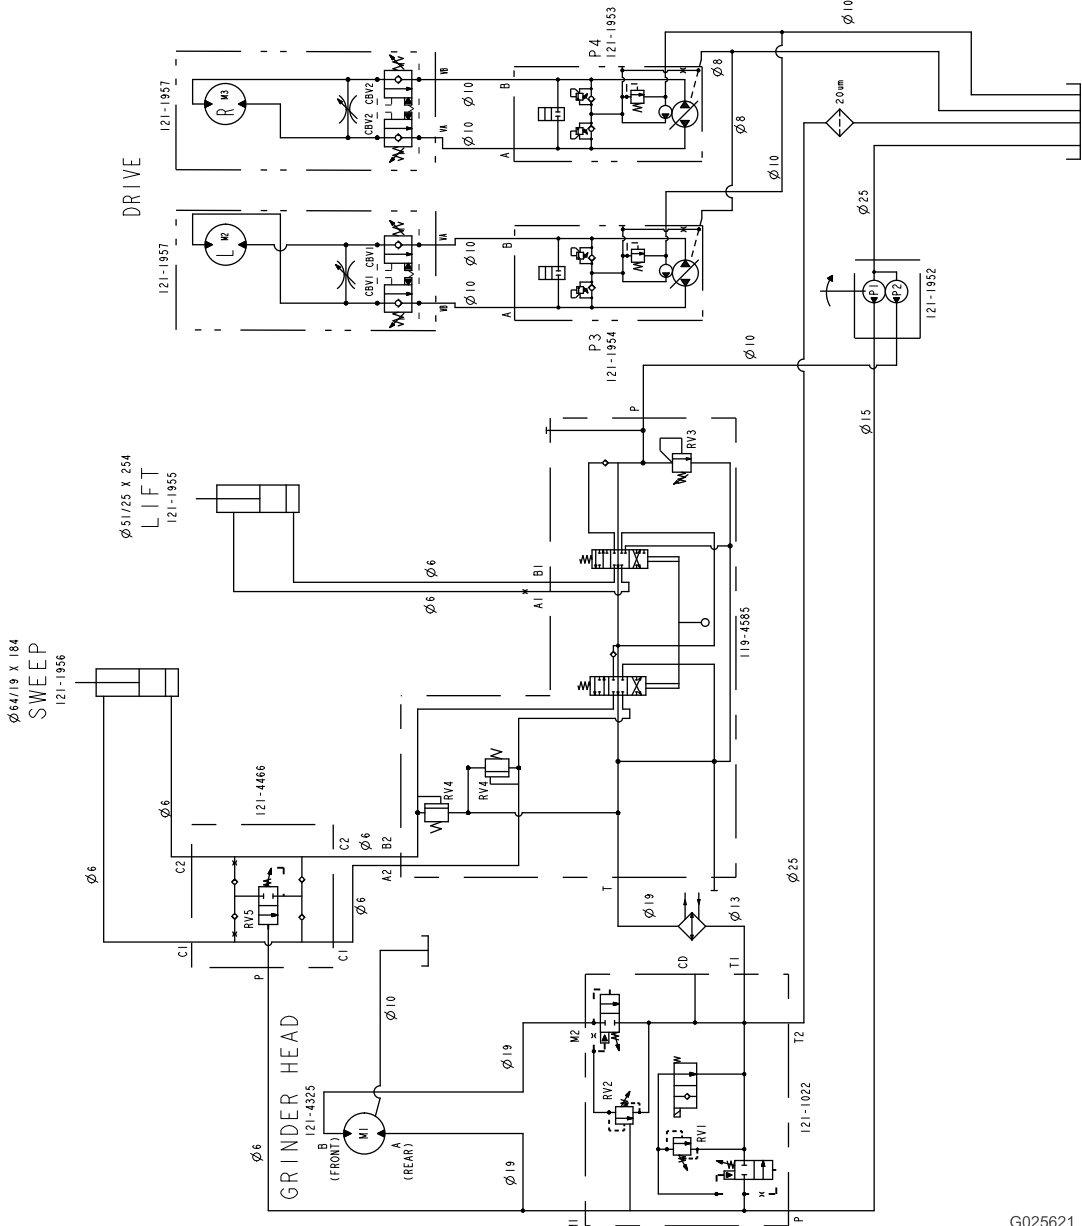 Ø10
121-1953
P4
Ø8
Ø8
Ø10
121-1957
R M3
CBV2 CBV2
VB
VA
Ø10
Ø10
B
A
20um
DRIVE
121-1957
L M2
CBV1 CBV1
VA
VB
Ø10
Ø10
B
A
P3
121-1954
Ø25
P1
P2
121-1952
Ø10
Ø15
Ø51/25 X 254
LIFT
121-1955
Ø6
Ø6
B1
A1
P
RV3
119-4585
Ø64/19 X 184
SWEEP
121-1956
121-4466
Ø6
Ø6
C2
C2
Ø6
B2
A2
Ø6
RV5
C1
C1
P
RV4
RV4
T
Ø19
Ø13
Ø25
CD
T1
T2
GRINDER HEAD
121-4325
Ø6
Ø10
B
(FRONT)
M1
A
(REAR)
Ø19
Ø19
M2
RV2
RV1
121-1022
P
G025621